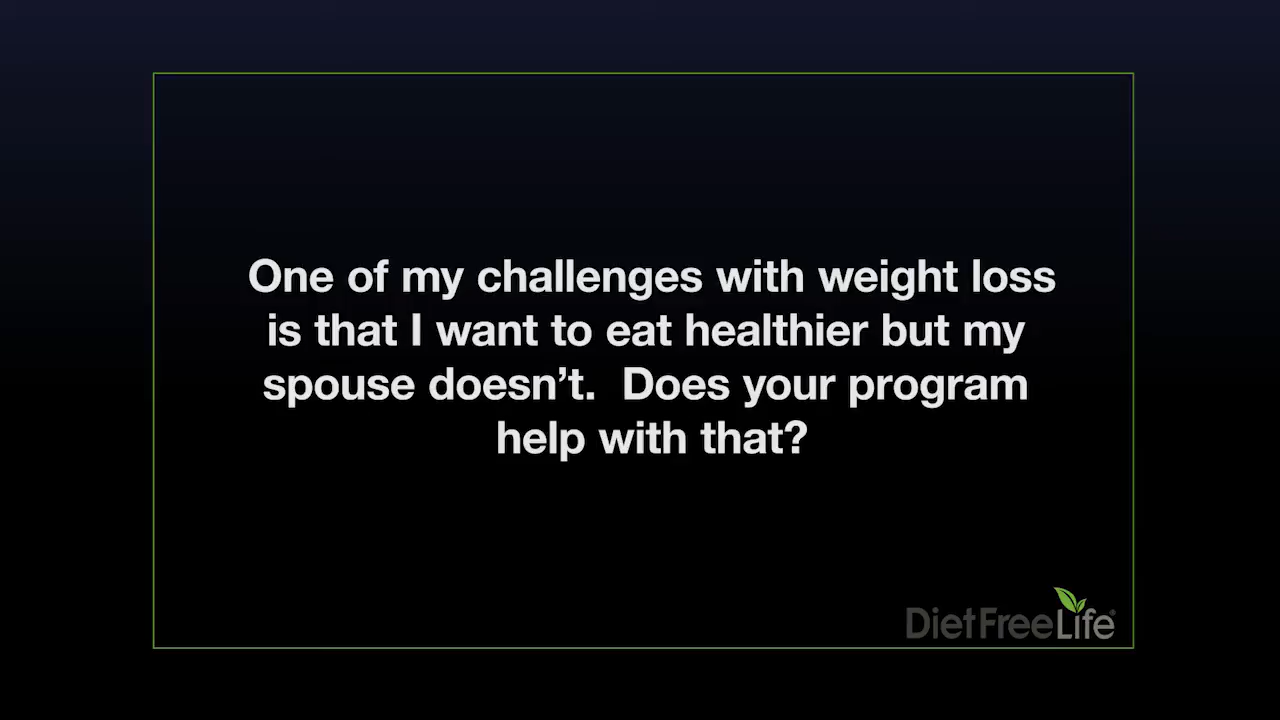 One of my challenges with weight loss
is that I want to eat healthier but my
spouse doesn’t.  Does your program
help with that?
DietFreeLife®